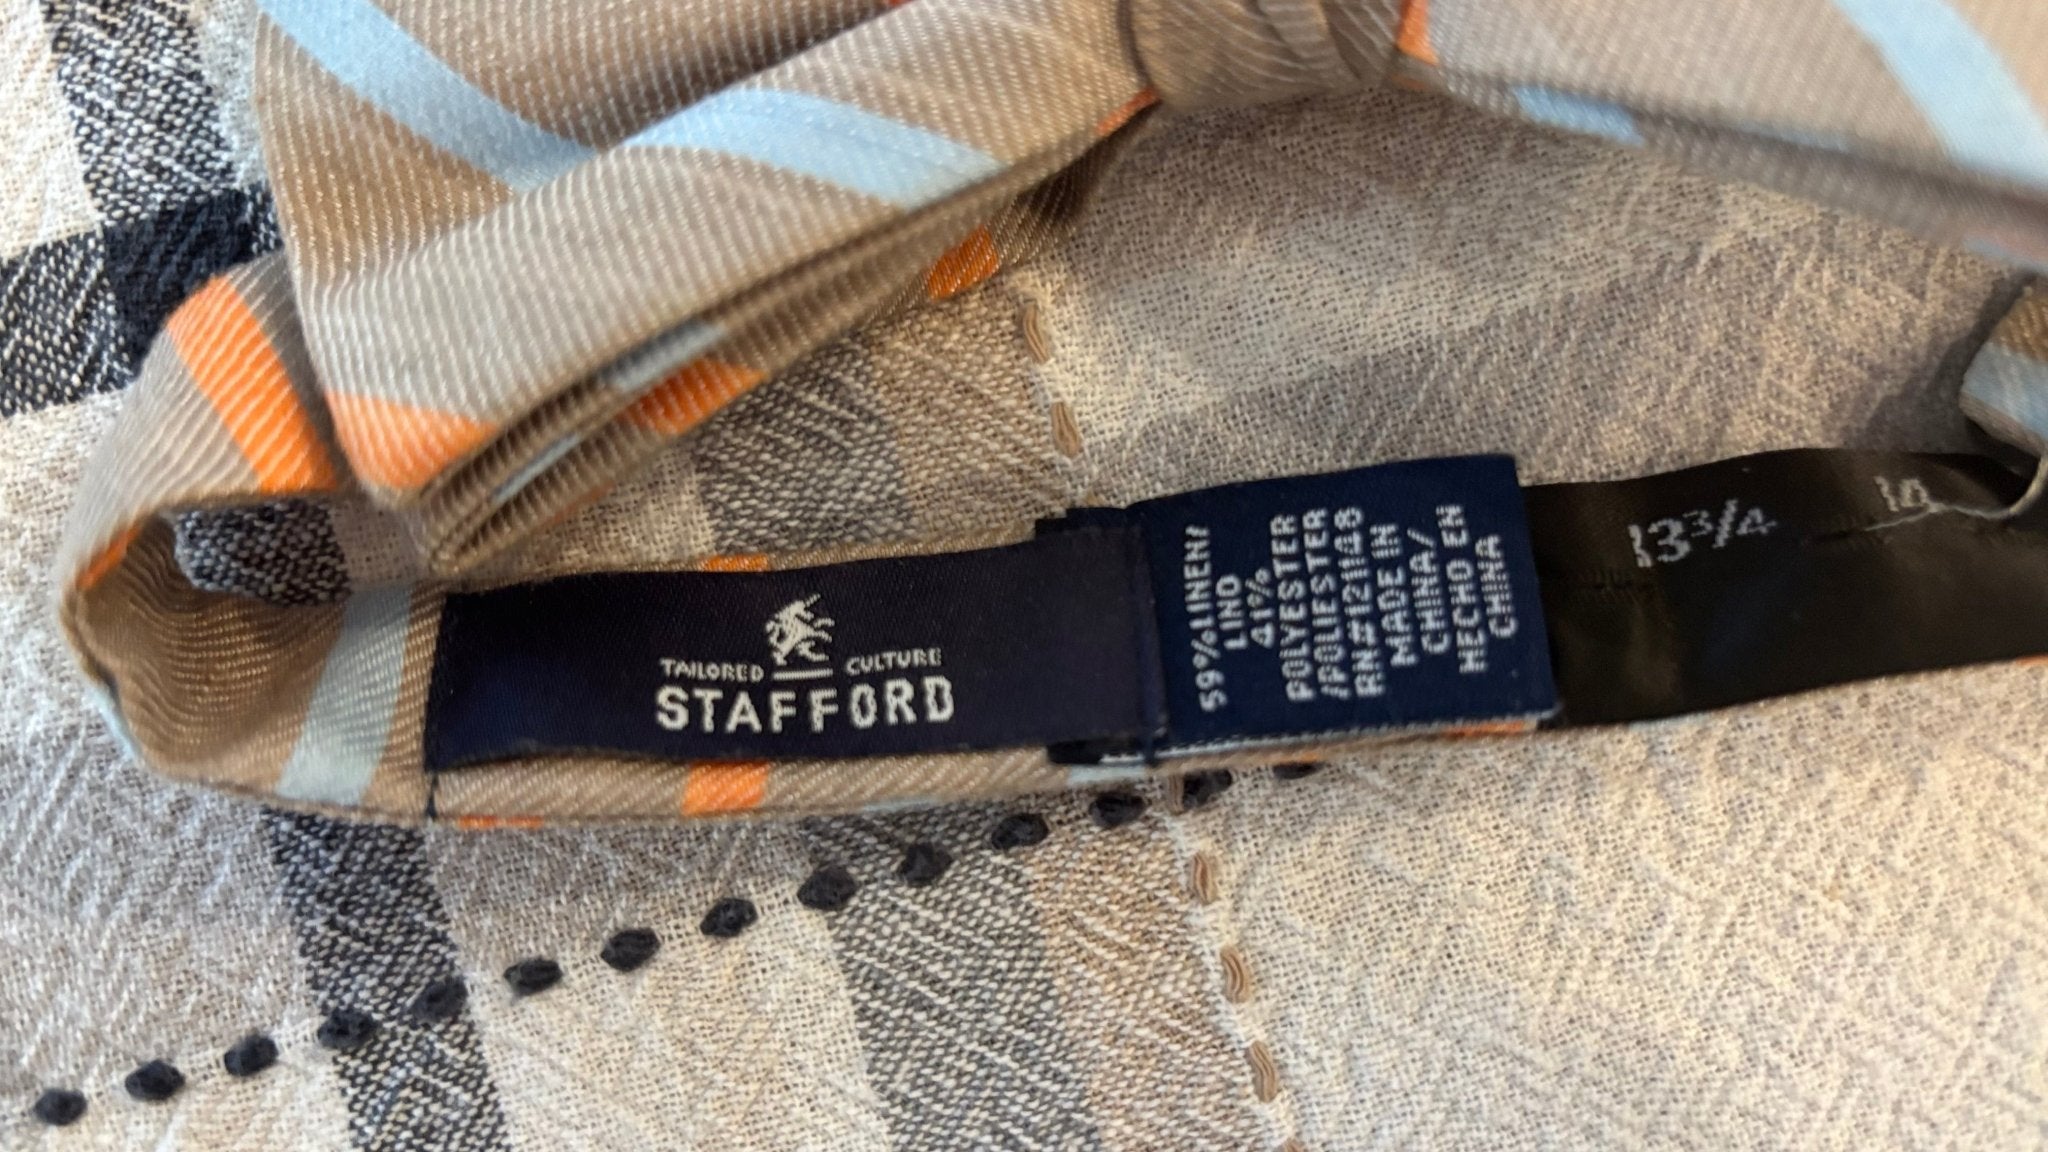 TAILORED CULTURE
STAFFORD
59%LINEN/
LINO
41%
POLYESTER
/POLIESTER
RN#121148
MADE IN
CHINA/
HECHO EN
CHINA
13 3/4
14